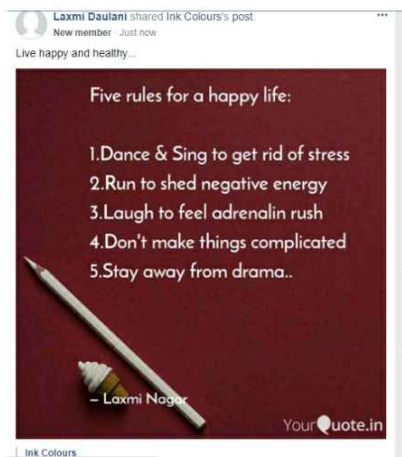 Laxmi Daulani shared Ink Colours's post.
New member · Just now
Live happy and healthy...
Five rules for a happy life:
1.Dance & Sing to get rid of stress
2.Run to shed negative energy
3.Laugh to feel adrenalin rush
4.Don't make things complicated
5.Stay away from drama..
– Laxmi Nagar
YourQuote.in
Ink Colours